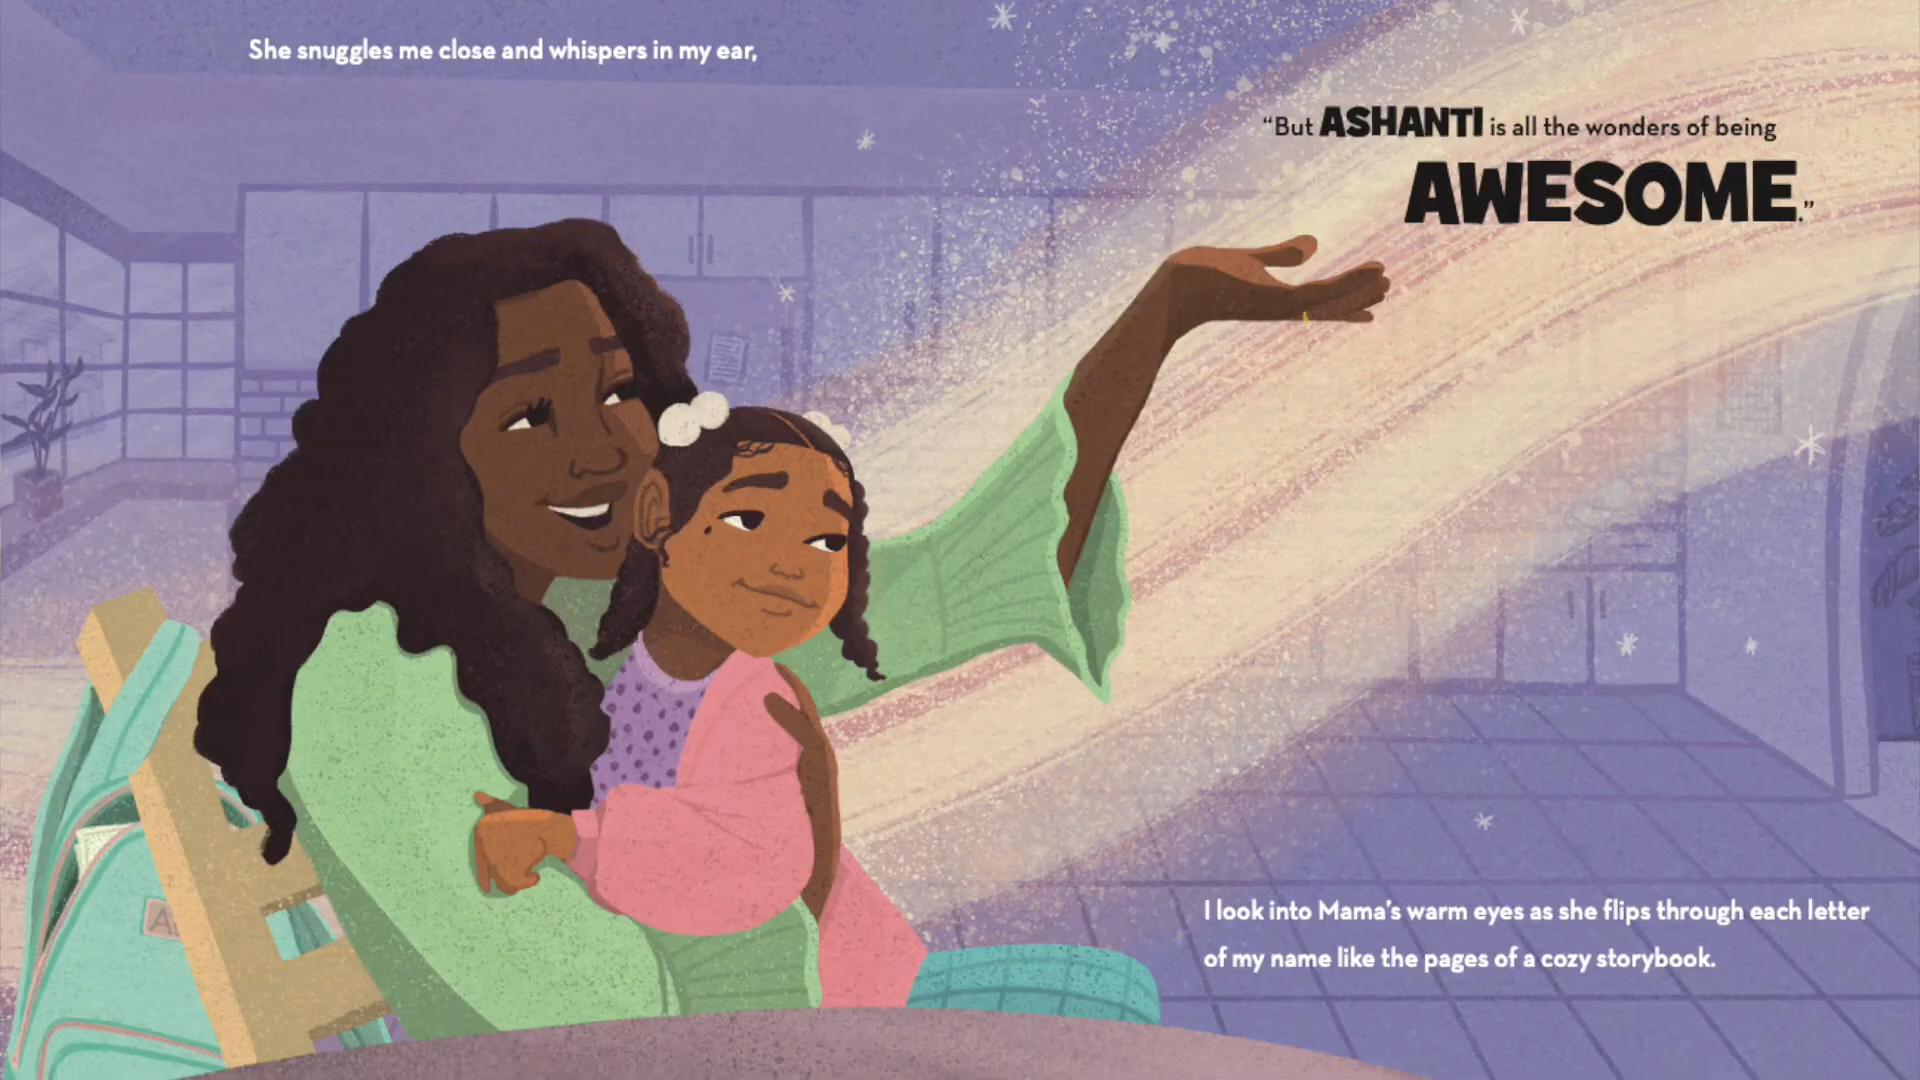 She snuggles me close and whispers in my ear,
“But ASHANTI is all the wonders of being
AWESOME.”
I look into Mama’s warm eyes as she flips through each letter
of my name like the pages of a cozy storybook.